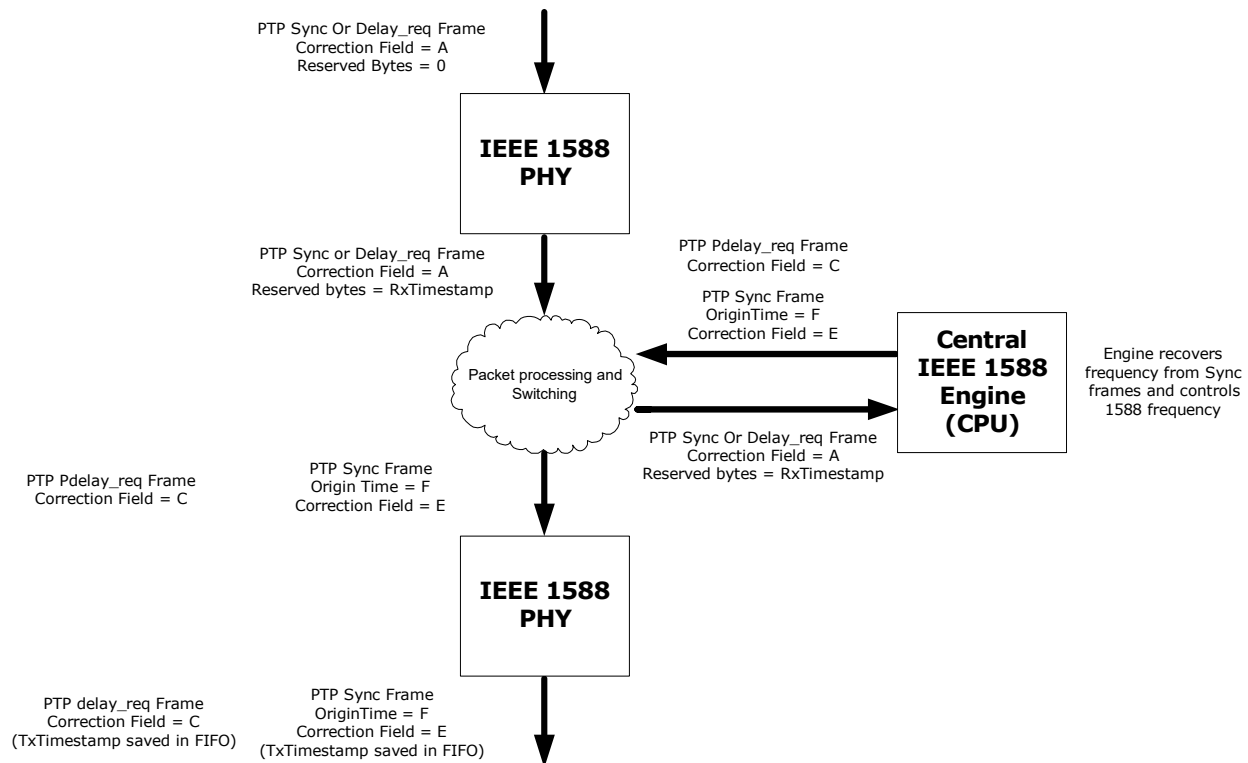 PTP Sync Or Delay_req Frame
Correction Field = A
Reserved Bytes = 0
IEEE 1588
PHY
PTP Sync or Delay_req Frame
Correction Field = A
Reserved bytes = RxTimestamp
PTP Pdelay_req Frame
Correction Field = C
PTP Sync Frame
OriginTime = F
Correction Field = E
Central
IEEE 1588
Engine
(CPU)
Engine recovers
frequency from Sync
frames and controls
1588 frequency
Packet processing and
Switching
PTP Sync Or Delay_req Frame
Correction Field = A
Reserved bytes = RxTimestamp
PTP Pdelay_req Frame
Correction Field = C
PTP Sync Frame
Origin Time = F
Correction Field = E
IEEE 1588
PHY
PTP delay_req Frame
Correction Field = C
(TxTimestamp saved in FIFO)
PTP Sync Frame
OriginTime = F
Correction Field = E
(TxTimestamp saved in FIFO)